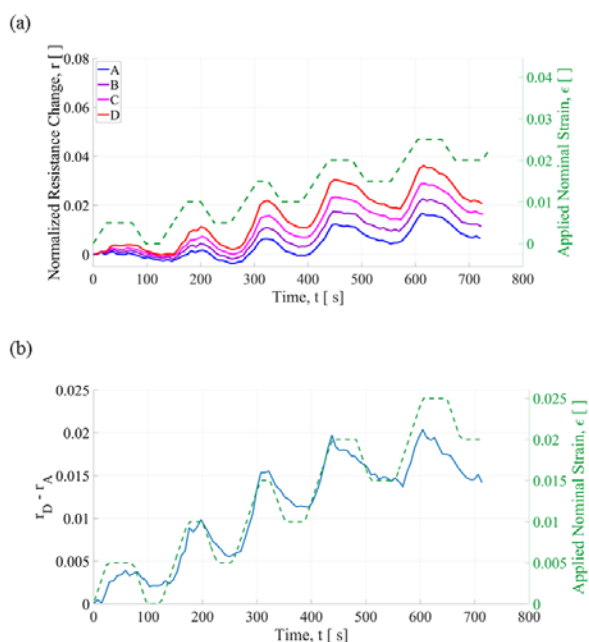 (a)
0.08
0.06
0.04
0.02
0
Normalized Resistance Change, r [ ]
A
B
C
D
0.04
0.03
0.02
0.01
0
Applied Nominal Strain, ϵ [ ]
0 100 200 300 400 500 600 700 800
Time, t [ s]
(b)
0.025
0.02
0.015
0.01
0.005
0
r_D - r_A
0.025
0.02
0.015
0.01
0.005
0
Applied Nominal Strain, ϵ [ ]
0 100 200 300 400 500 600 700 800
Time, t [ s]